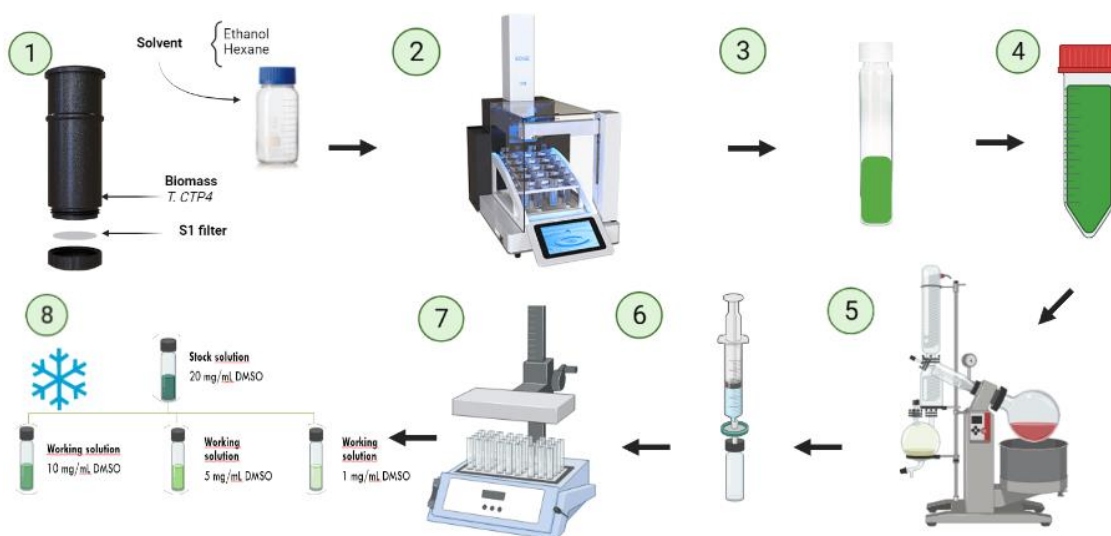 1
Solvent
Ethanol
Hexane
Biomass
T. CTP4
S1 filter
2
3
4
5
6
7
8
Stock solution
20 mg/mL DMSO
Working solution
10 mg/mL DMSO
Working
solution
5 mg/mL DMSO
Working
solution
1 mg/mL DMSO